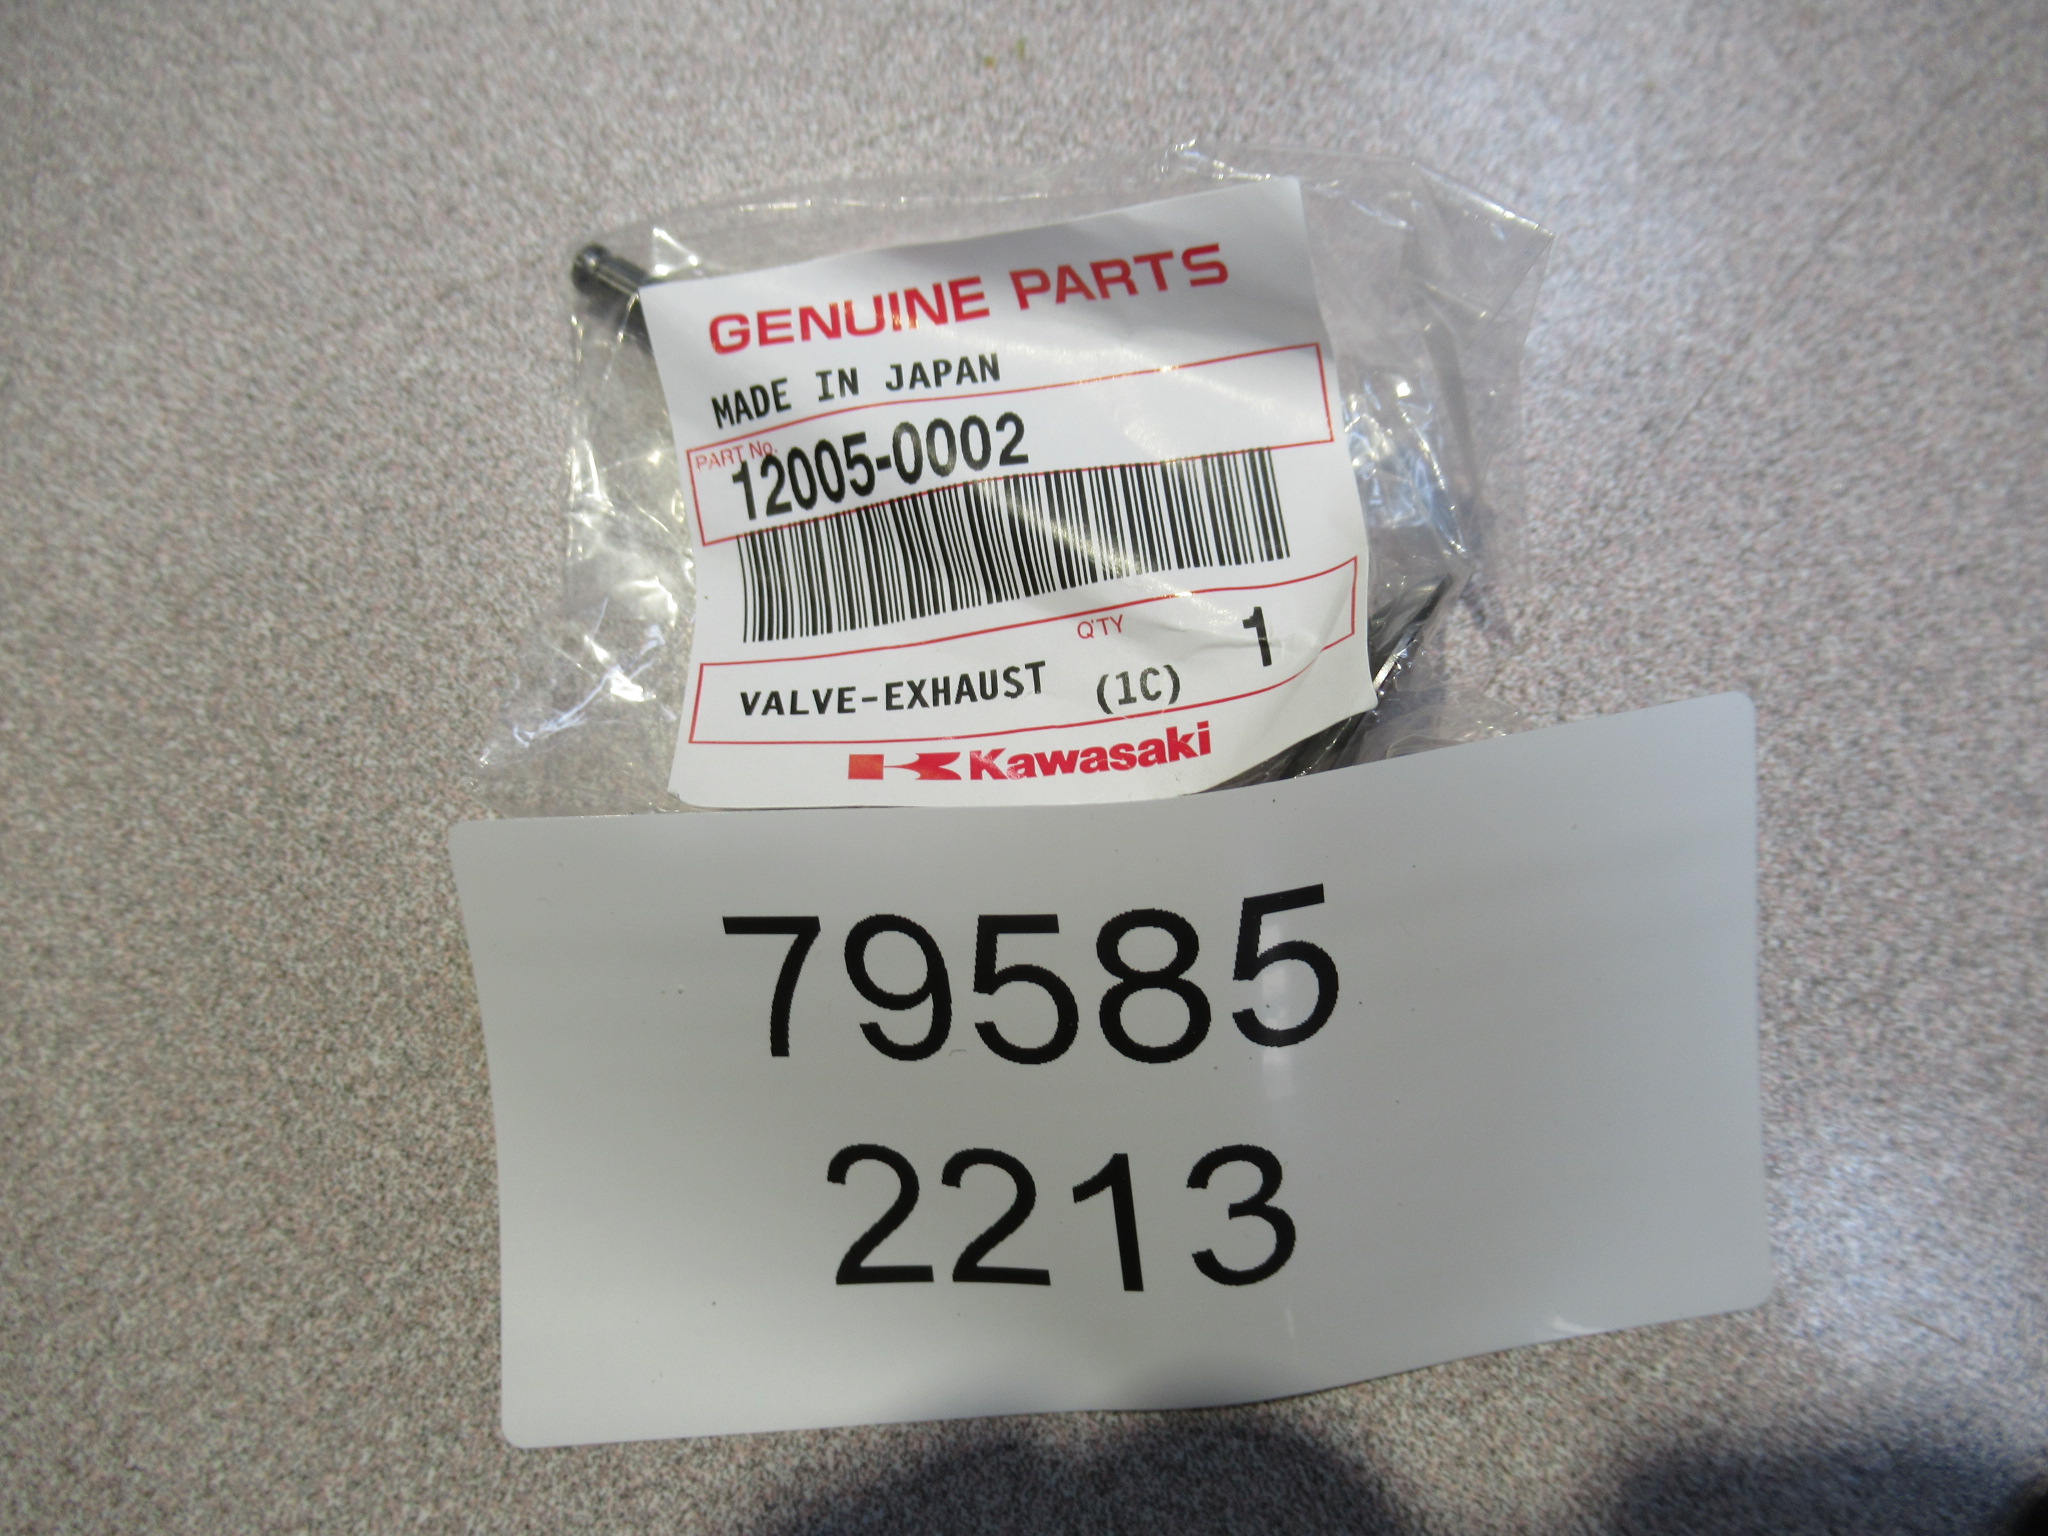 GENUINE PARTS
MADE IN JAPAN
PART No.
12005-0002
Q'TY
1
VALVE-EXHAUST (1C)
Kawasaki
79585
2213